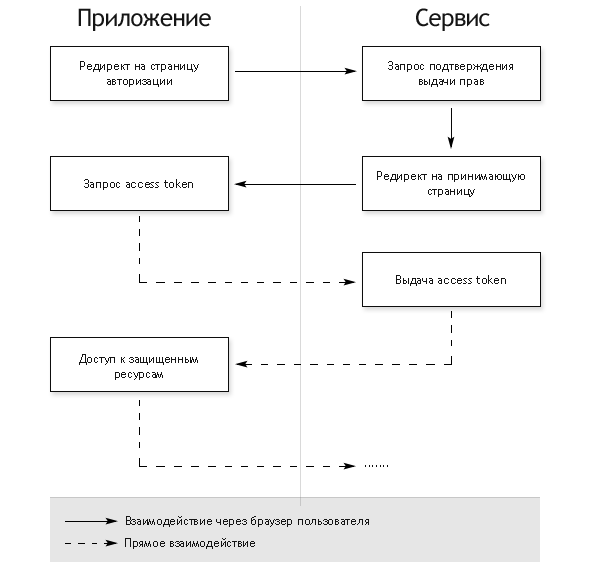 Приложение
Сервис
Редирект на страницу
авторизации
Запрос подтверждения
выдачи прав
Запрос access token
Редирект на принимающую
страницу
Выдача access token
Доступ к защищенным
ресурсам
.......
Взаимодействие через браузер пользователя
Прямое взаимодействие